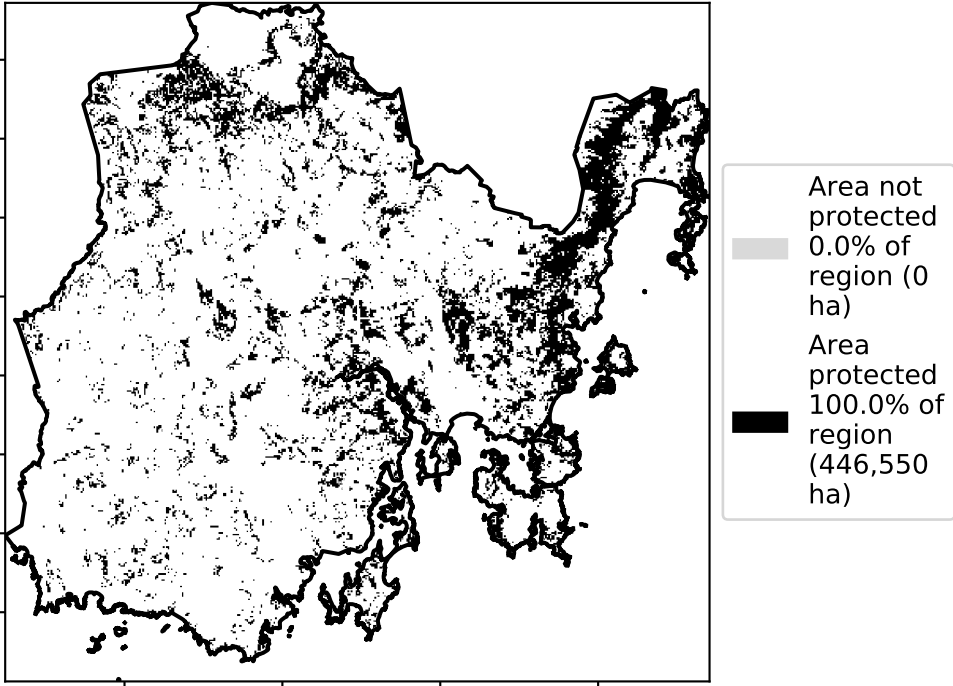 Area not
protected
0.0% of
region (0
ha)
Area
protected
100.0% of
region
(446,550
ha)